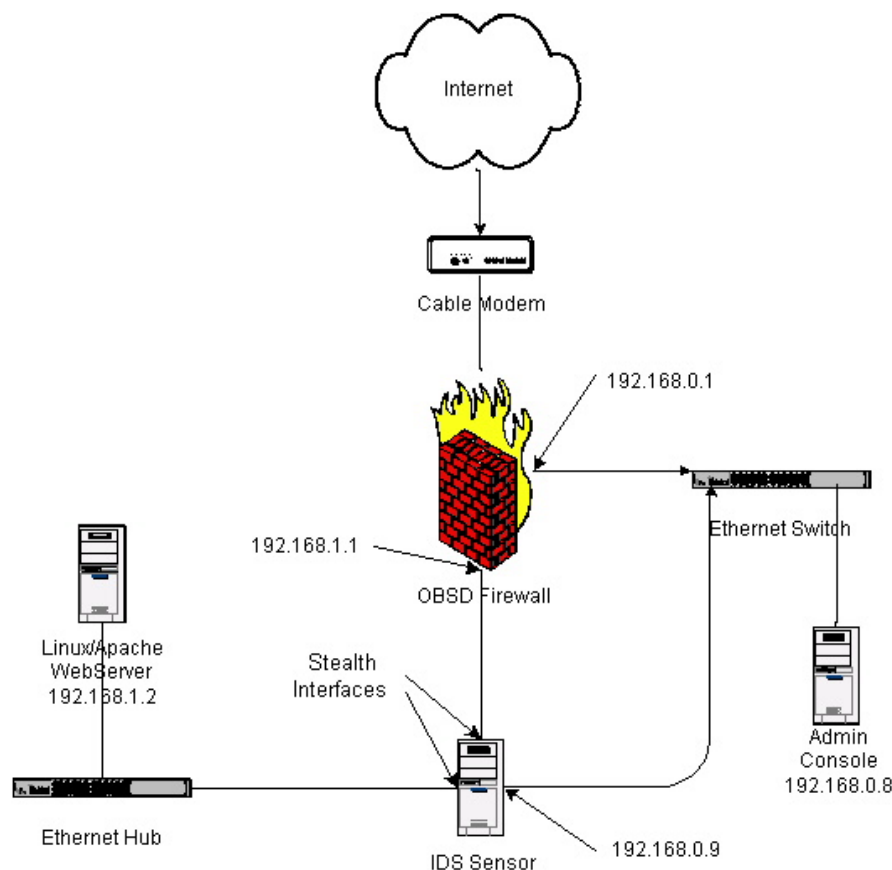 Internet
Cable Modem
192.168.0.1
Ethernet Switch
192.168.1.1
OBSD Firewall
Linux/Apache
WebServer
192.168.1.2
Stealth
Interfaces
Admin
Console
192.168.0.8
Ethernet Hub
192.168.0.9
IDS Sensor